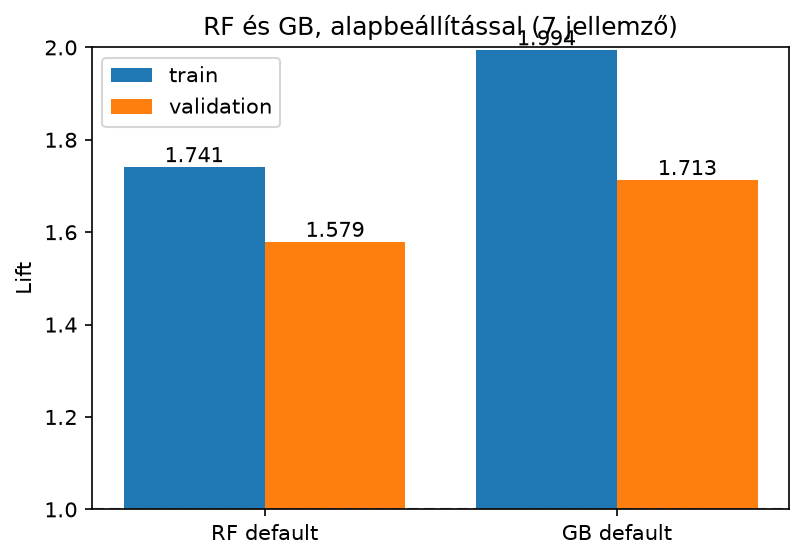 RF és GB, alapbeállítással (7 jellemző)
train
validation
1.741
1.579
1.994
1.713
Lift
2.0
1.8
1.6
1.4
1.2
1.0
RF default
GB default